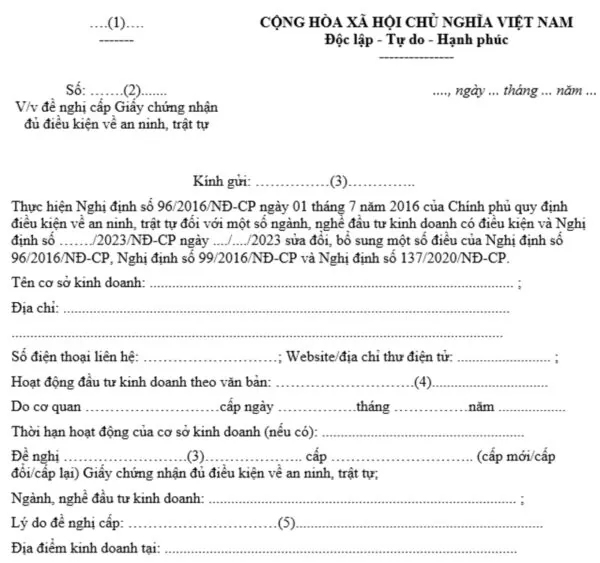 ....(1)....
-------
CỘNG HÒA XÃ HỘI CHỦ NGHĨA VIỆT NAM
Độc lập - Tự do - Hạnh phúc
---------------
Số: …….(2).......
V/v đề nghị cấp Giấy chứng nhận
đủ điều kiện về an ninh, trật tự
...., ngày ... tháng ... năm ...
Kính gửi: ……………(3)…………..
Thực hiện Nghị định số 96/2016/NĐ-CP ngày 01 tháng 7 năm 2016 của Chính phủ quy định
điều kiện về an ninh, trật tự đối với một số ngành, nghề đầu tư kinh doanh có điều kiện và Nghị
định số ……./2023/NĐ-CP ngày ..../..../2023 sửa đổi, bổ sung một số điều của Nghị định số
96/2016/NĐ-CP, Nghị định số 99/2016/NĐ-CP và Nghị định số 137/2020/NĐ-CP.
Tên cơ sở kinh doanh: ........................................................................................ ;
Địa chỉ: ...........................................................................................................
........................................................................................................................
Số điện thoại liên hệ: ……………………; Website/địa chỉ thư điện tử: ....................... ;
Hoạt động đầu tư kinh doanh theo văn bản: …………………….(4)............................
Do cơ quan …………………….cấp ngày …………….tháng …………..năm .................
Thời hạn hoạt động của cơ sở kinh doanh (nếu có): ...............................................
Đề nghị ………………….(3)…………….. cấp ………………….. (cấp mới/cấp
đổi/cấp lại) Giấy chứng nhận đủ điều kiện về an ninh, trật tự;
Ngành, nghề đầu tư kinh doanh: ........................................................................... ;
Lý do đề nghị cấp: …………………….(5)............................................................
Địa điểm kinh doanh tại: ......................................................................................